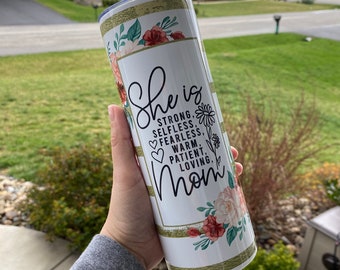 She is
STRONG,
SELFLESS,
FEARLESS,
WARM,
PATIENT,
LOVING,
Mom